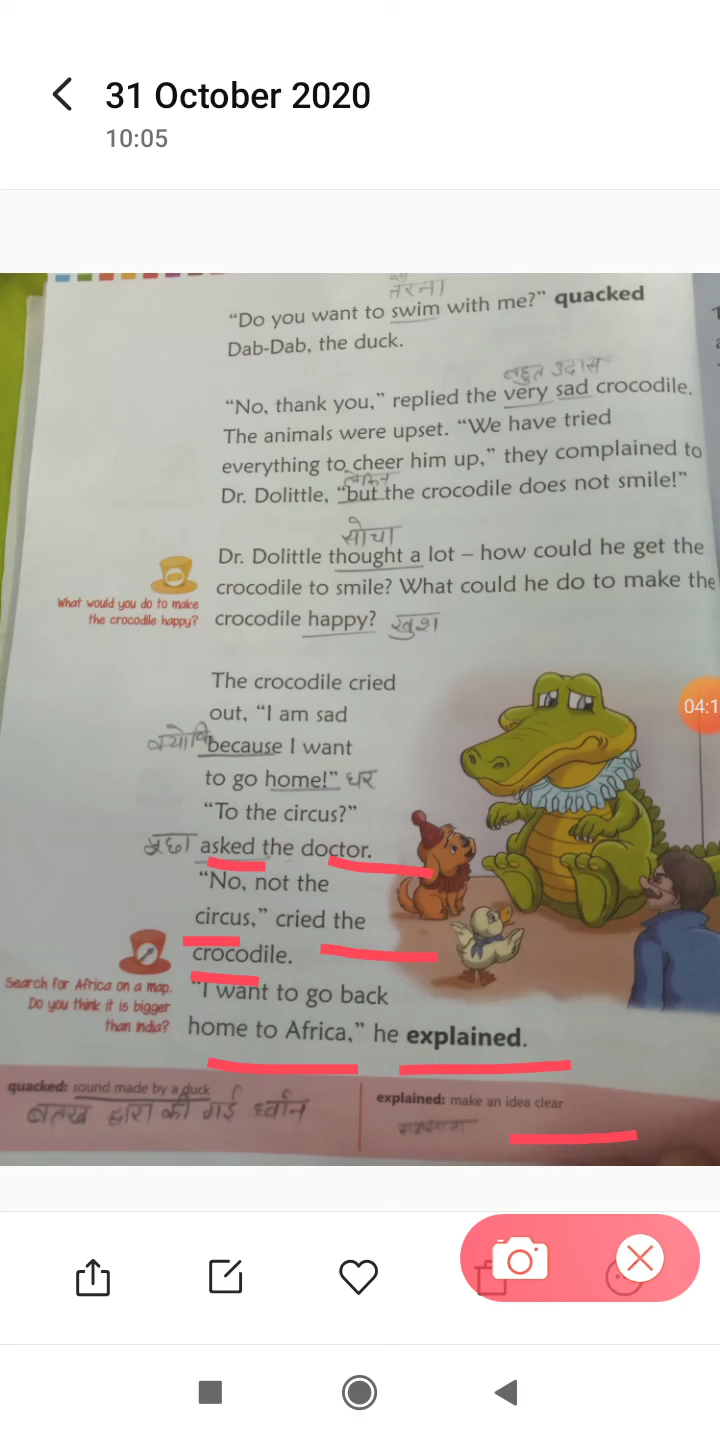 31 October 2020
10:05
तैरना
“Do you want to swim with me?” quacked
Dab-Dab, the duck.
बहुत उदास
“No, thank you,” replied the very sad crocodile.
The animals were upset. “We have tried
everything to cheer him up,” they complained to
लेकिन
Dr. Dolittle, “but the crocodile does not smile!”
सोचा
Dr. Dolittle thought a lot – how could he get the
crocodile to smile? What could he do to make the
crocodile happy? खुश
What would you do to make
the crocodile happy?
The crocodile cried
out, “I am sad
क्योकि because I want
to go home!” घर
“To the circus?”
पूछा asked the doctor.
“No, not the
circus,” cried the
crocodile.
“I want to go back
home to Africa,” he explained.
Search for Africa on a map.
Do you think it is bigger
than India?
04:1
quacked: sound made by a duck
बतख द्वारा की गई ध्वनि
explained: make an idea clear